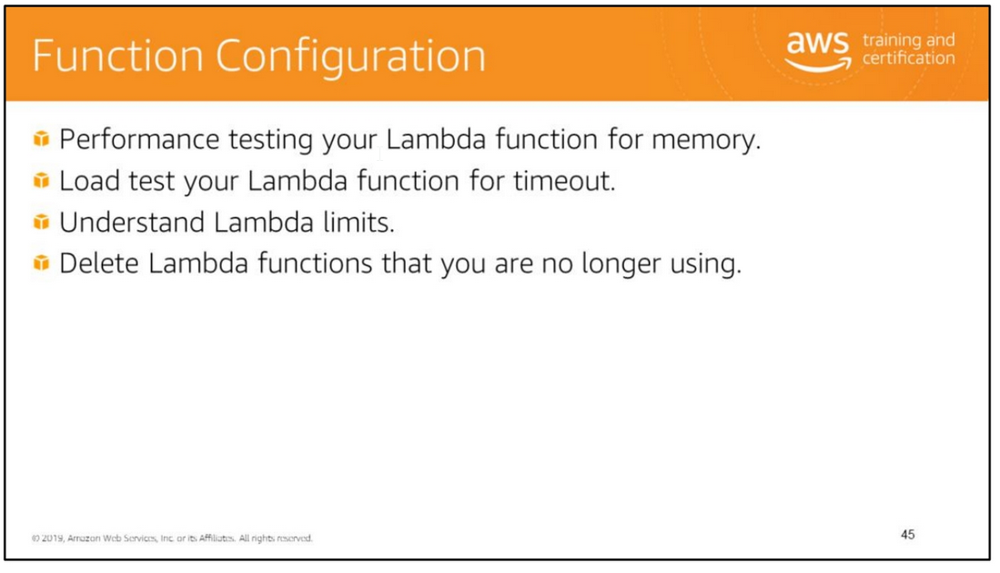 Function Configuration
aws training and
certification
Performance testing your Lambda function for memory.
Load test your Lambda function for timeout.
Understand Lambda limits.
Delete Lambda functions that you are no longer using.
© 2019, Amazon Web Services, Inc. or its Affiliates. All rights reserved.
45